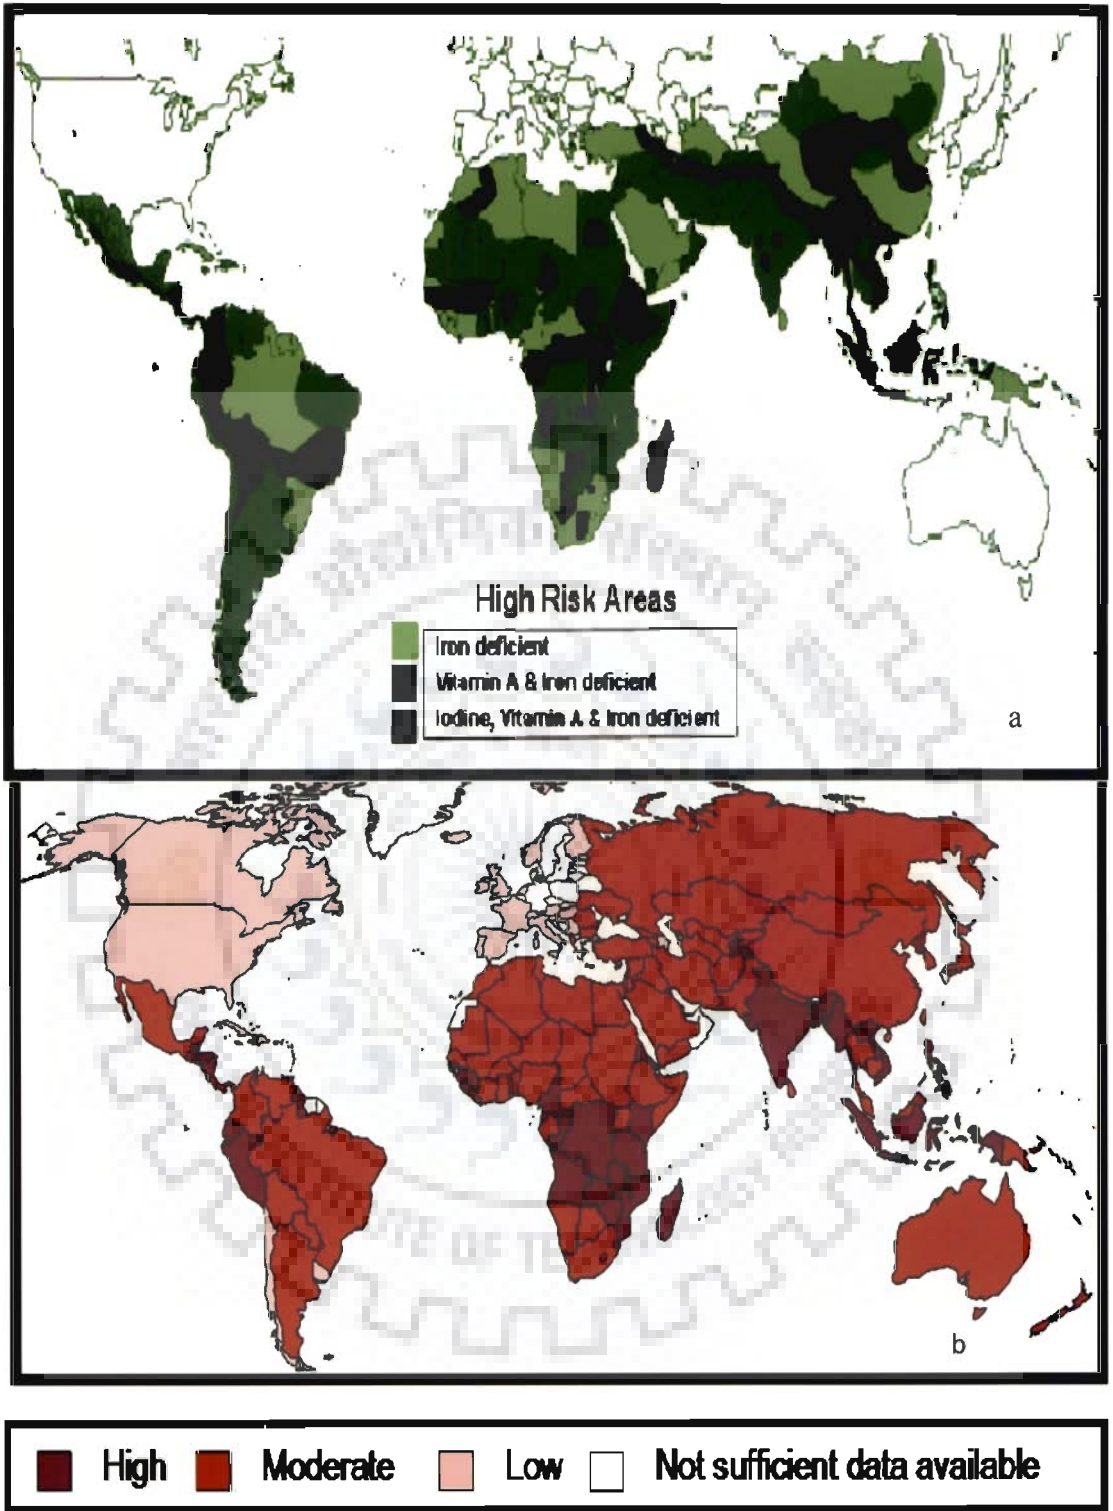 High Risk Areas
Iron deficient
Vitamin A & Iron deficient
Iodine, Vitamin A & Iron deficient
a
b
High Moderate Low Not sufficient data available